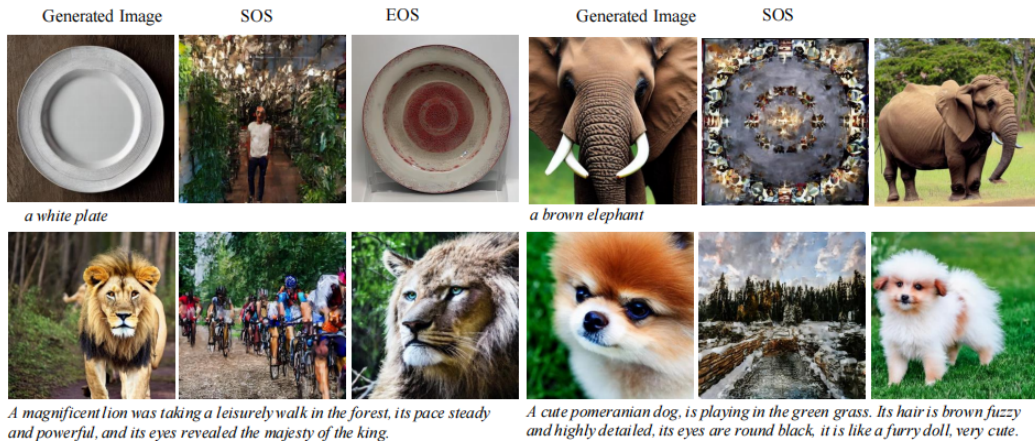 Generated Image SOS EOS Generated Image SOS
a white plate a brown elephant
A magnificent lion was taking a leisurely walk in the forest, its pace steady
and powerful, and its eyes revealed the majesty of the king.
A cute pomeranian dog, is playing in the green grass. Its hair is brown fuzzy
and highly detailed, its eyes are round black, it is like a furry doll, very cute.